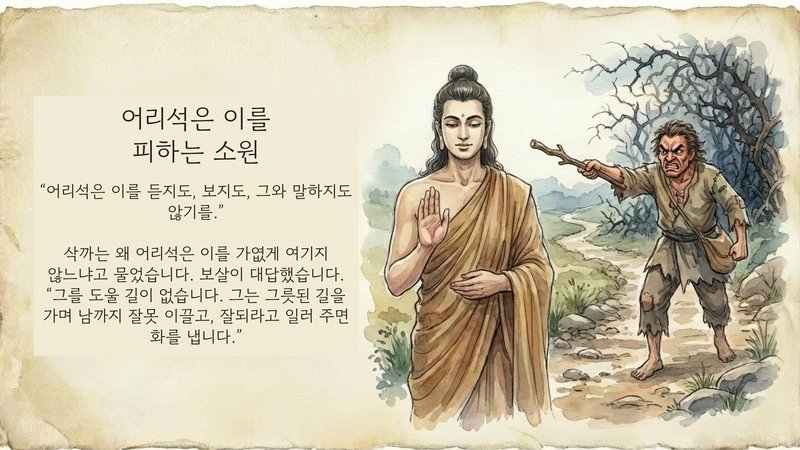 어리석은 이를
피하는 소원
“어리석은 이를 듣지도, 보지도, 그와 말하지도
않기를.”
삭까는 왜 어리석은 이를 가엾게 여기지
않느냐고 물었습니다. 보살이 대답했습니다.
“그를 도울 길이 없습니다. 그는 그릇된 길을
가며 남까지 잘못 이끌고, 잘되라고 일러 주면
화를 냅니다.”